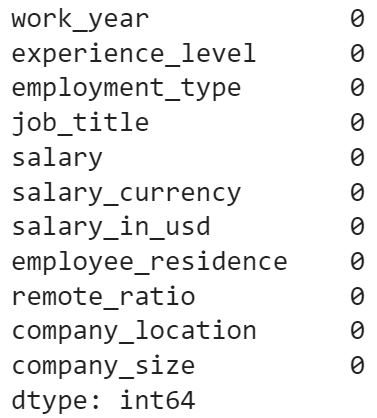 work_year 0
experience_level 0
employment_type 0
job_title 0
salary 0
salary_currency 0
salary_in_usd 0
employee_residence 0
remote_ratio 0
company_location 0
company_size 0
dtype: int64